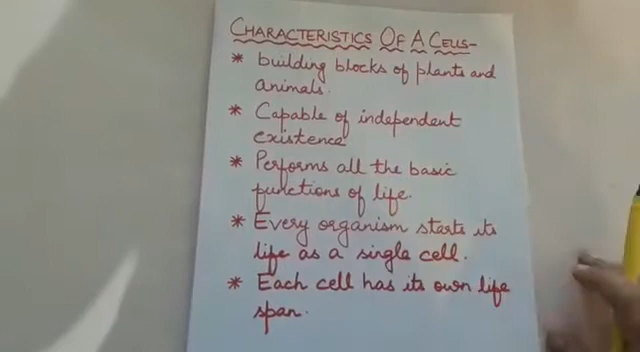 CHARACTERISTICS OF A CELLS-
* building blocks of plants and
animals.
* Capable of independent
existence
* Performs all the basic
functions of life.
* Every organism starts its
life as a single cell.
* Each cell has its own life
span.